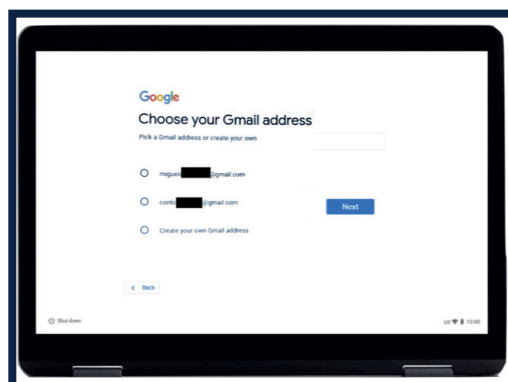 Google
Choose your Gmail address
Pick a Gmail address or create your own
miguel @gmail.com
conlo @gmail.com
Next
Create your own Gmail address
< Back
Shut down
US 12:00